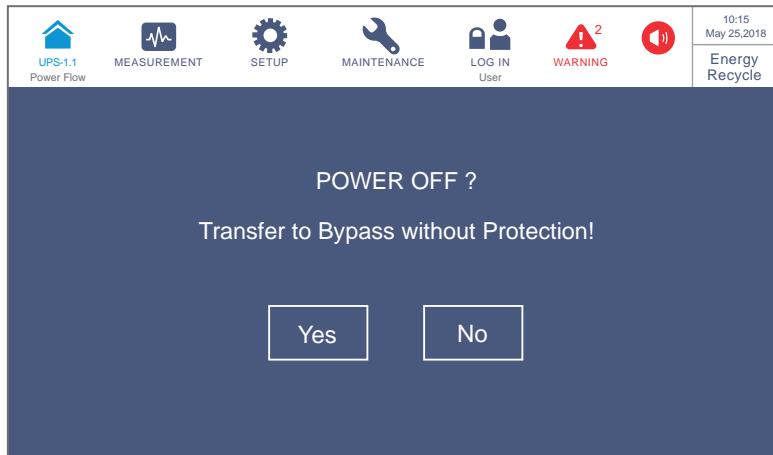 UPS-1.1
Power Flow
MEASUREMENT
SETUP
MAINTENANCE
LOG IN
User
2
WARNING
10:15
May 25,2018
Energy
Recycle
POWER OFF ?
Transfer to Bypass without Protection!
Yes
No